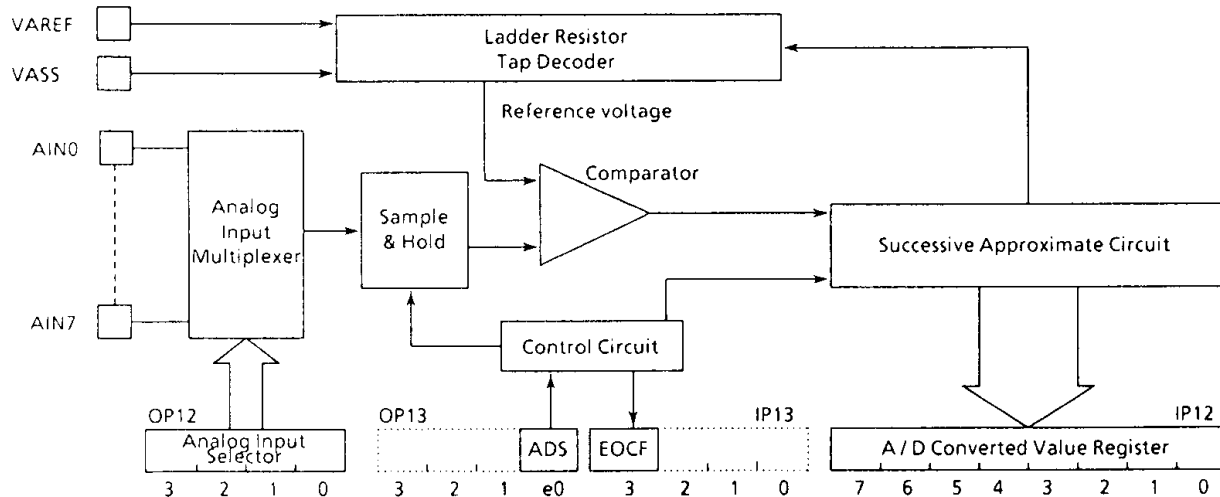 VAREF
VASS
Ladder Resistor
Tap Decoder
Reference voltage
AIN0
AIN7
Analog
Input
Multiplexer
Sample
& Hold
Comparator
Successive Approximate Circuit
Control Circuit
OP12
Analog Input
Selector
3 2 1 0
OP13
ADS
3 2 1 e0
IP13
EOCF
3 2 1 0
IP12
A / D Converted Value Register
7 6 5 4 3 2 1 0